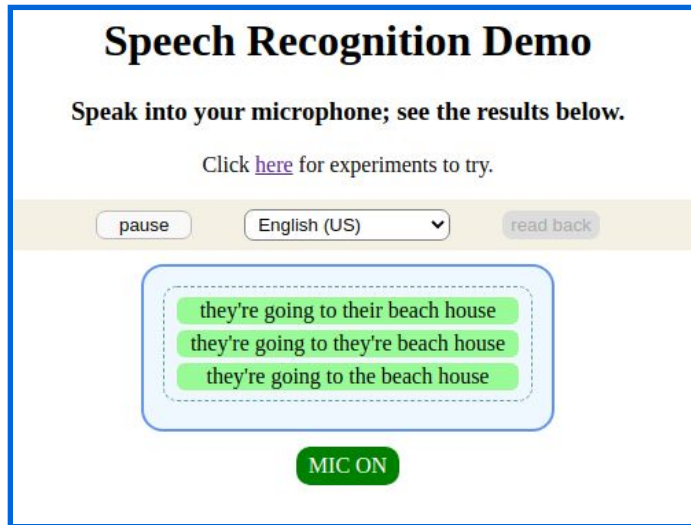 Speech Recognition Demo
Speak into your microphone; see the results below.
Click here for experiments to try.
pause English (US) read back
they're going to their beach house
they're going to they're beach house
they're going to the beach house
MIC ON